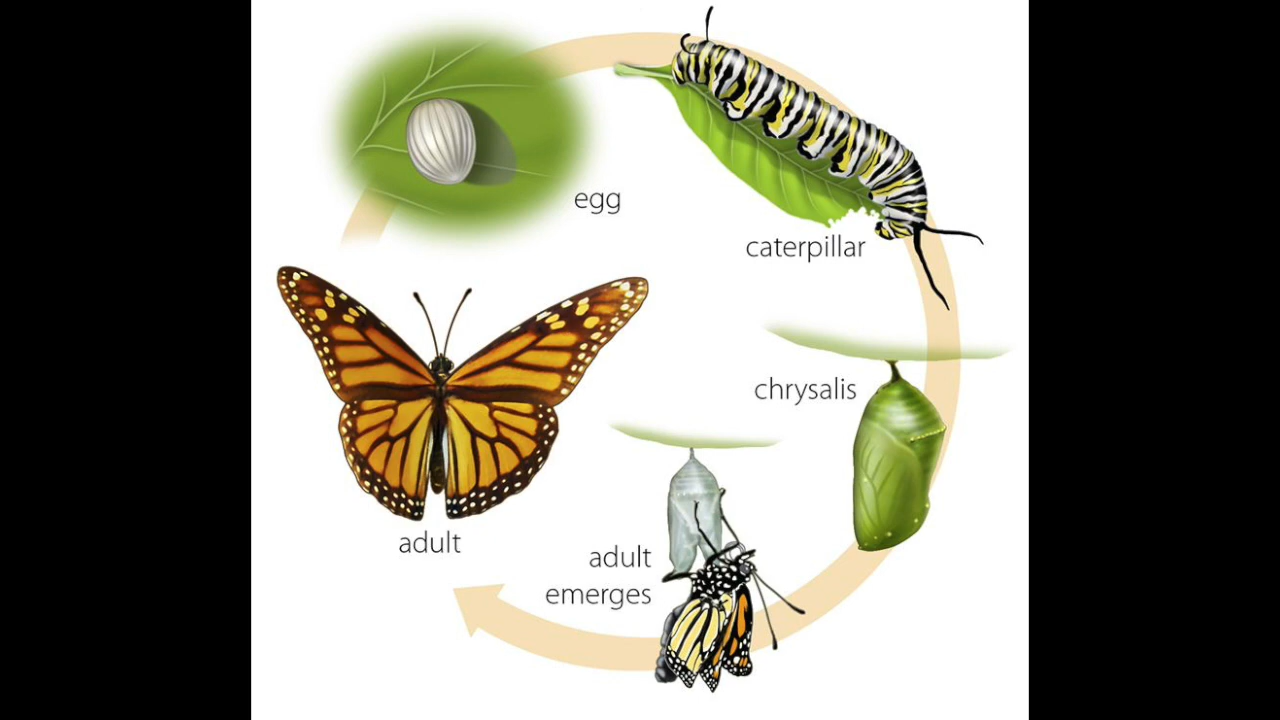 egg
caterpillar
chrysalis
adult
emerges
adult